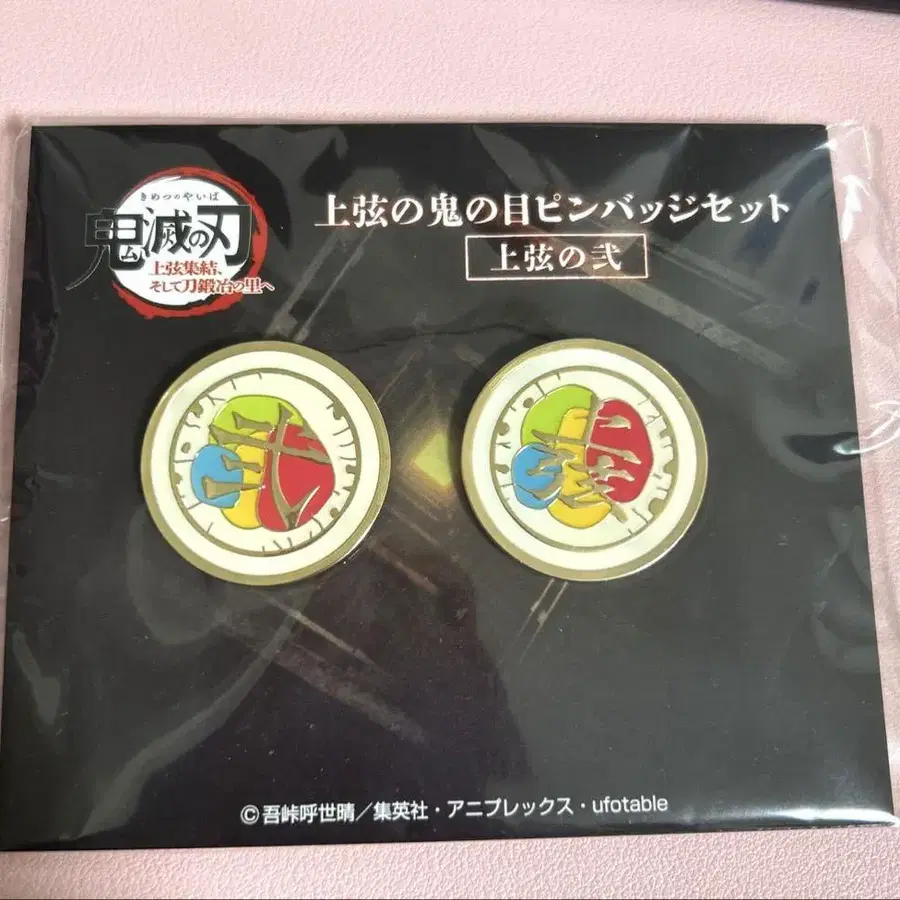 きめつのやいば
鬼滅の刃
上弦集結、
そして刀鍛冶の里へ
上弦の鬼の目ピンバッジセット
上弦の弐
弐
上弦
©吾峠呼世晴／集英社・アニプレックス・ufotable